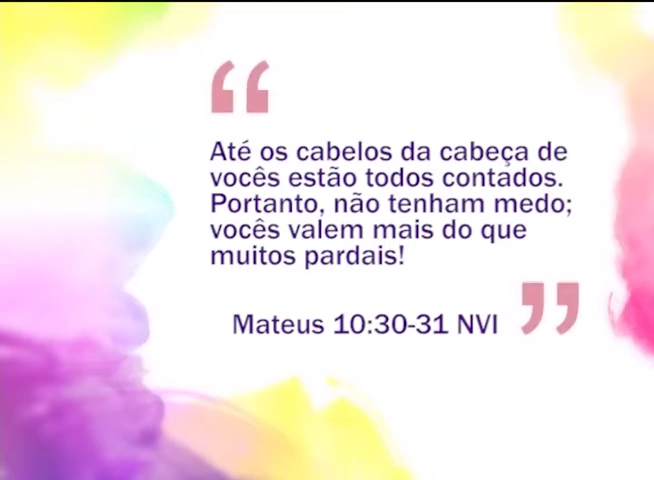 “
Até os cabelos da cabeça de
vocês estão todos contados.
Portanto, não tenham medo;
vocês valem mais do que
muitos pardais!
Mateus 10:30-31 NVI ”